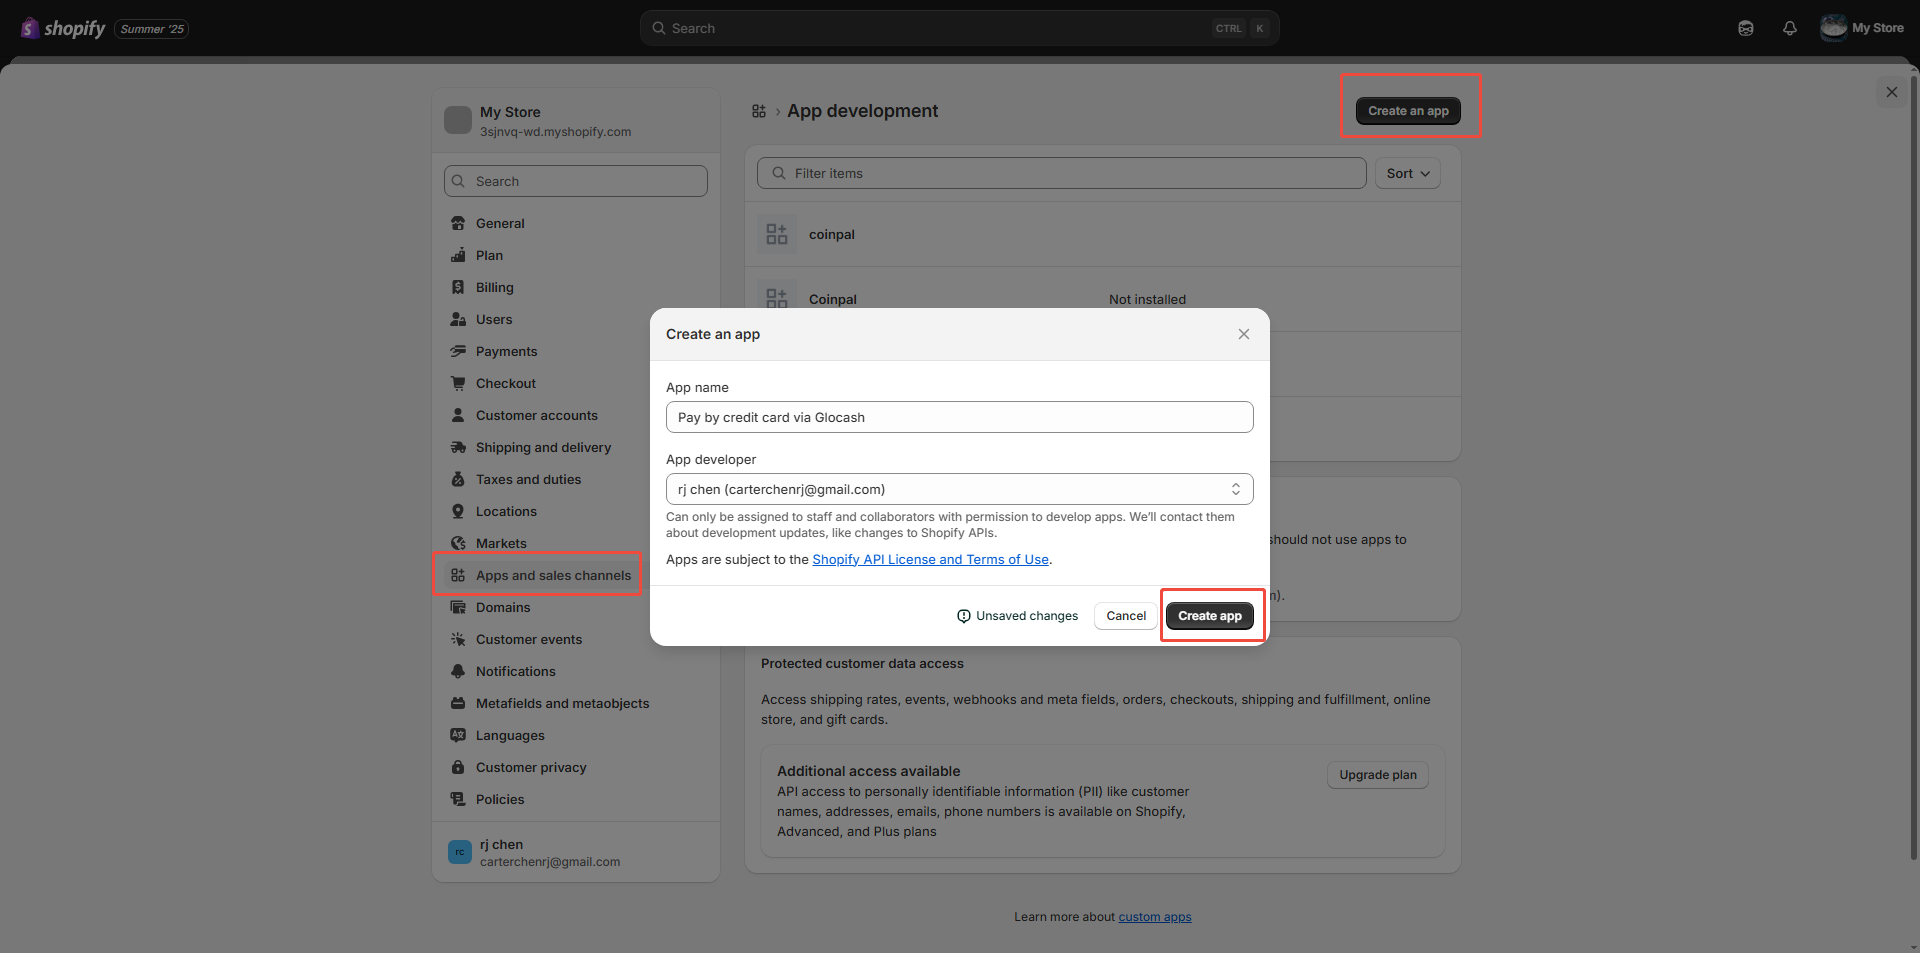 shopify
Summer '25
Search
CTRL K
My Store
My Store
3sjnvq-wd.myshopify.com
Search
General
Plan
Billing
Users
Payments
Checkout
Customer accounts
Shipping and delivery
Taxes and duties
Locations
Markets
Apps and sales channels
Domains
Customer events
Notifications
Metafields and metaobjects
Languages
Customer privacy
Policies
rc
rj chen
carterchenrj@gmail.com
› App development
Create an app
Filter items
Sort
coinpal
Coinpal
Not installed
Create an app
App name
Pay by credit card via Glocash
App developer
rj chen (carterchenrj@gmail.com)
Can only be assigned to staff and collaborators with permission to develop apps. We'll contact them
about development updates, like changes to Shopify APIs.
Apps are subject to the Shopify API License and Terms of Use.
Unsaved changes
Cancel
Create app
should not use apps to
).
Protected customer data access
Access shipping rates, events, webhooks and meta fields, orders, checkouts, shipping and fulfillment, online
store, and gift cards.
Additional access available
API access to personally identifiable information (PII) like customer
names, addresses, emails, phone numbers is available on Shopify,
Advanced, and Plus plans
Upgrade plan
Learn more about custom apps